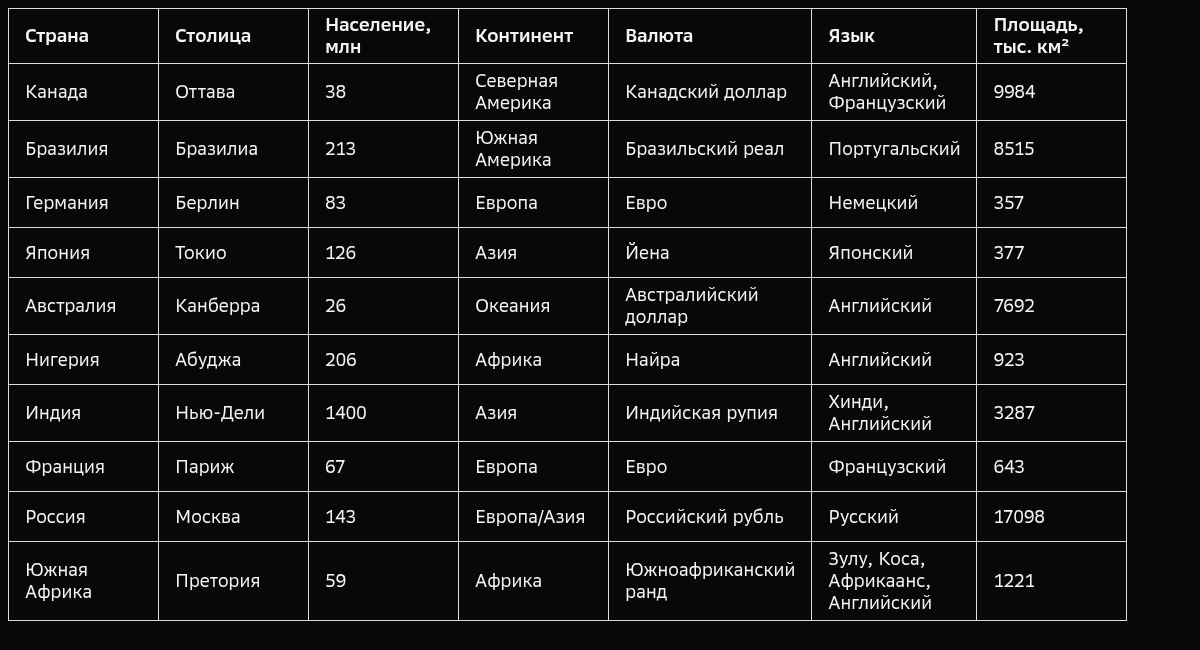 Страна Столица Население, млн Континент Валюта Язык Площадь, тыс. км²
Канада Оттава 38 Северная Америка Канадский доллар Английский, Французский 9984
Бразилия Бразилиа 213 Южная Америка Бразильский реал Португальский 8515
Германия Берлин 83 Европа Евро Немецкий 357
Япония Токио 126 Азия Йена Японский 377
Австралия Канберра 26 Океания Австралийский доллар Английский 7692
Нигерия Абуджа 206 Африка Найра Английский 923
Индия Нью-Дели 1400 Азия Индийская рупия Хинди, Английский 3287
Франция Париж 67 Европа Евро Французский 643
Россия Москва 143 Европа/Азия Российский рубль Русский 17098
Южная Африка Претория 59 Африка Южноафриканский ранд Зулу, Коса, Африкаанс, Английский 1221